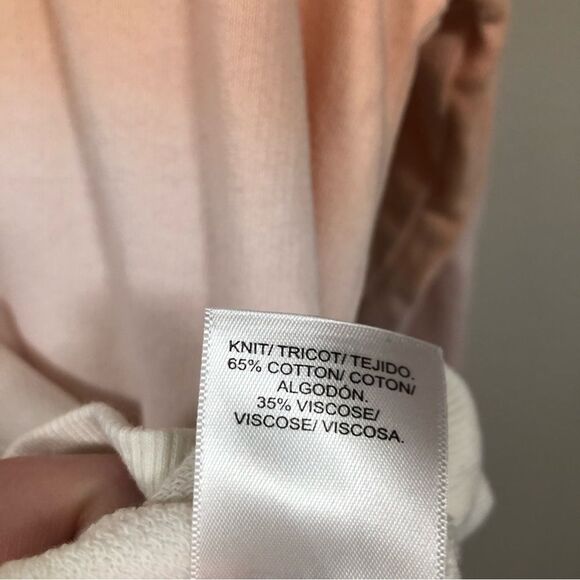 KNIT/ TRICOT/ TEJIDO.
65% COTTON/ COTON/
ALGODÓN.
35% VISCOSE/
VISCOSE/ VISCOSA.